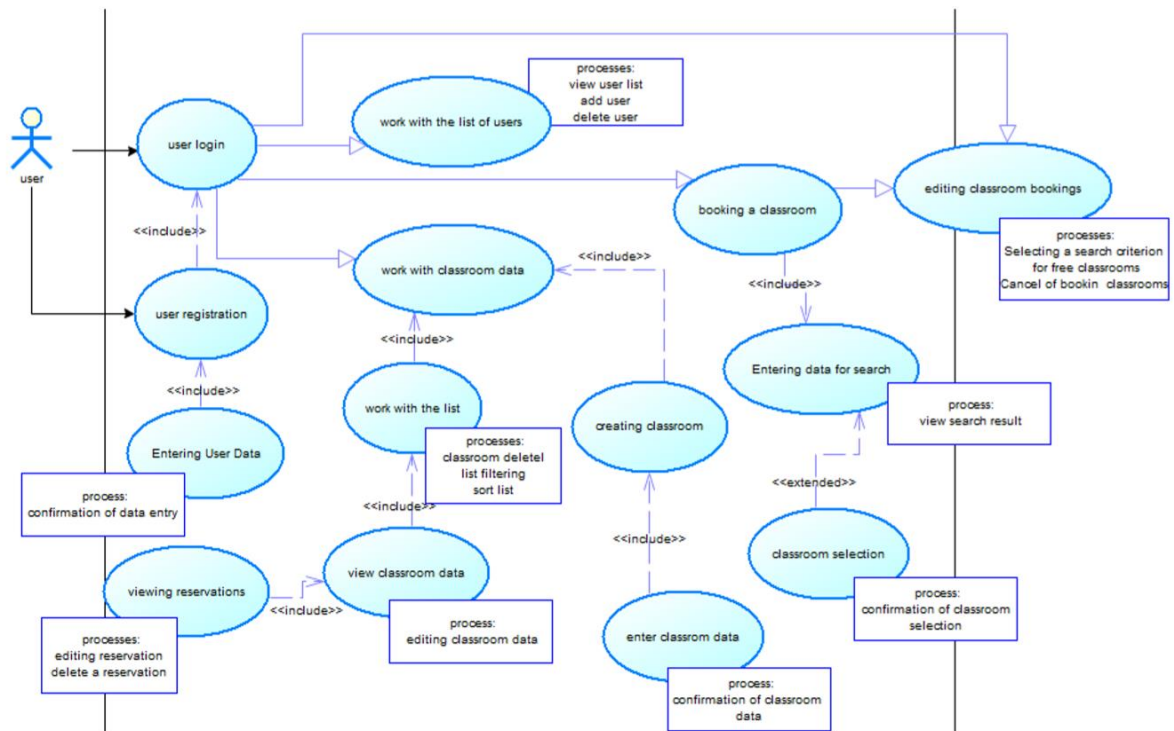 processes:
view user list
add user
delete user
work with the list of users
user login
user
editing classroom bookings
booking a classroom
processes:
Selecting a search criterion
for free classrooms
Cancel of bookin classrooms
<<include>>
work with classroom data
<<include>>
<<include>>
user registration
<<include>>
<<include>>
Entering data for search
work with the list
creating classroom
process:
view search result
Entering User Data
processes:
classroom deletel
list filtering
sort list
<<extended>>
process:
confirmation of data entry
<<include>>
<<include>>
classroom selection
view classroom data
viewing reservations
<<include>>
process:
confirmation of classroom
selection
process:
editing classroom data
enter classrom data
processes:
editing reservation
delete a reservation
process:
confirmation of classroom
data